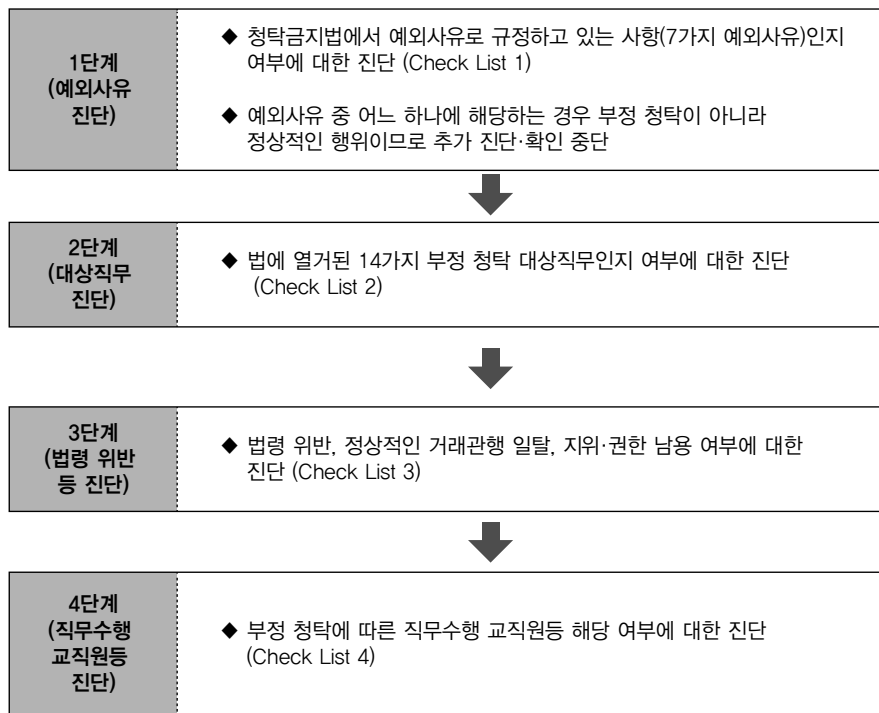 1단계
(예외사유
진단)
◆ 청탁금지법에서 예외사유로 규정하고 있는 사항(7가지 예외사유)인지
여부에 대한 진단 (Check List 1)
◆ 예외사유 중 어느 하나에 해당하는 경우 부정 청탁이 아니라
정상적인 행위이므로 추가 진단·확인 중단
2단계
(대상직무
진단)
◆ 법에 열거된 14가지 부정 청탁 대상직무인지 여부에 대한 진단
(Check List 2)
3단계
(법령 위반
등 진단)
◆ 법령 위반, 정상적인 거래관행 일탈, 지위·권한 남용 여부에 대한
진단 (Check List 3)
4단계
(직무수행
교직원등
진단)
◆ 부정 청탁에 따른 직무수행 교직원등 해당 여부에 대한 진단
(Check List 4)